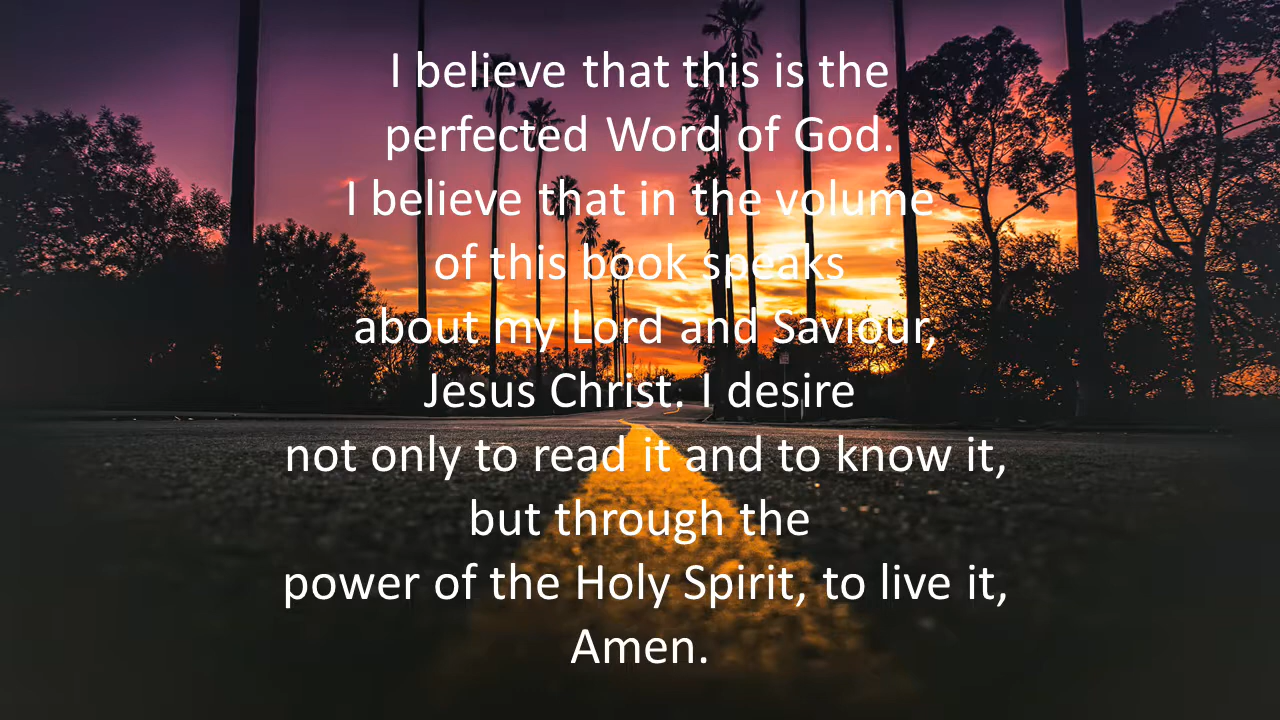 I believe that this is the
perfected Word of God.
I believe that in the volume
of this book speaks
about my Lord and Saviour,
Jesus Christ. I desire
not only to read it and to know it,
but through the
power of the Holy Spirit, to live it,
Amen.